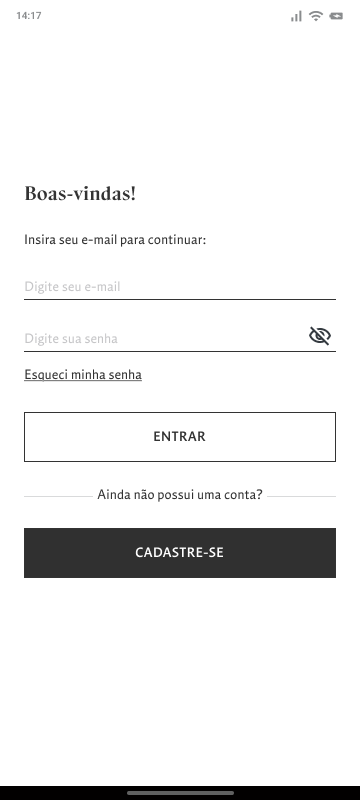 14:17
Boas-vindas!
Insira seu e-mail para continuar:
Digite seu e-mail
Digite sua senha
Esqueci minha senha
ENTRAR
Ainda não possui uma conta?
CADASTRE-SE